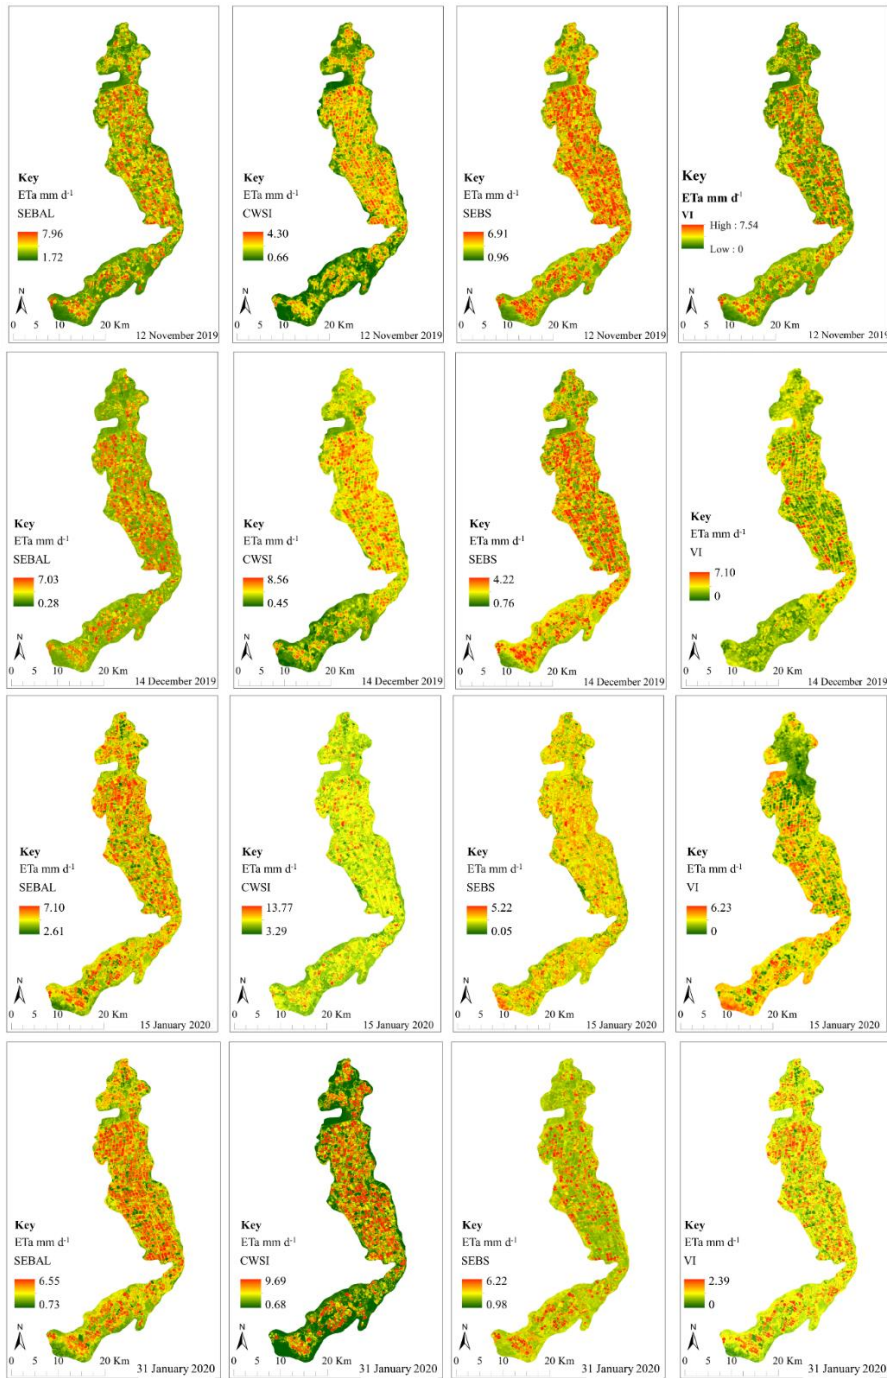 Key
ETa mm d-1
SEBAL
7.96
1.72
N
0 5 10 20 Km
12 November 2019
Key
ETa mm d-1
CWSI
4.30
0.66
N
0 5 10 20 Km
12 November 2019
Key
ETa mm d-1
SEBS
6.91
0.96
N
0 5 10 20 Km
12 November 2019
Key
ETa mm d-1
VI
High : 7.54
Low : 0
N
0 5 10 20 Km
12 November 2019
Key
ETa mm d-1
SEBAL
7.03
0.28
N
0 5 10 20 Km
14 December 2019
Key
ETa mm d-1
CWSI
8.56
0.45
N
0 5 10 20 Km
14 December 2019
Key
ETa mm d-1
SEBS
4.22
0.76
N
0 5 10 20 Km
14 December 2019
Key
ETa mm d-1
VI
7.10
0
N
0 5 10 20 Km
14 December 2019
Key
ETa mm d-1
SEBAL
7.10
2.61
N
0 5 10 20 Km
15 January 2020
Key
ETa mm d-1
CWSI
13.77
3.29
N
0 5 10 20 Km
15 January 2020
Key
ETa mm d-1
SEBS
5.22
0.05
N
0 5 10 20 Km
15 January 2020
Key
ETa mm d-1
VI
6.23
0
N
0 5 10 20 Km
15 January 2020
Key
ETa mm d-1
SEBAL
6.55
0.73
N
0 5 10 20 Km
31 January 2020
Key
ETa mm d-1
CWSI
9.69
0.68
N
0 5 10 20 Km
31 January 2020
Key
ETa mm d-1
SEBS
6.22
0.98
N
0 5 10 20 Km
31 January 2020
Key
ETa mm d-1
VI
2.39
0
N
0 5 10 20 Km
31 January 2020